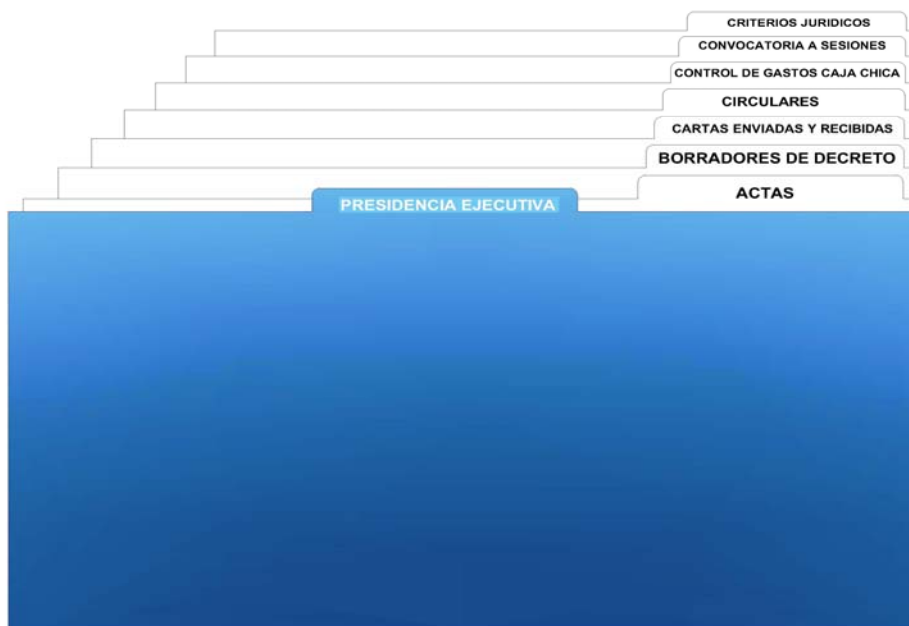 CRITERIOS JURIDICOS
CONVOCATORIA A SESIONES
CONTROL DE GASTOS CAJA CHICA
CIRCULARES
CARTAS ENVIADAS Y RECIBIDAS
BORRADORES DE DECRETO
ACTAS
PRESIDENCIA EJECUTIVA